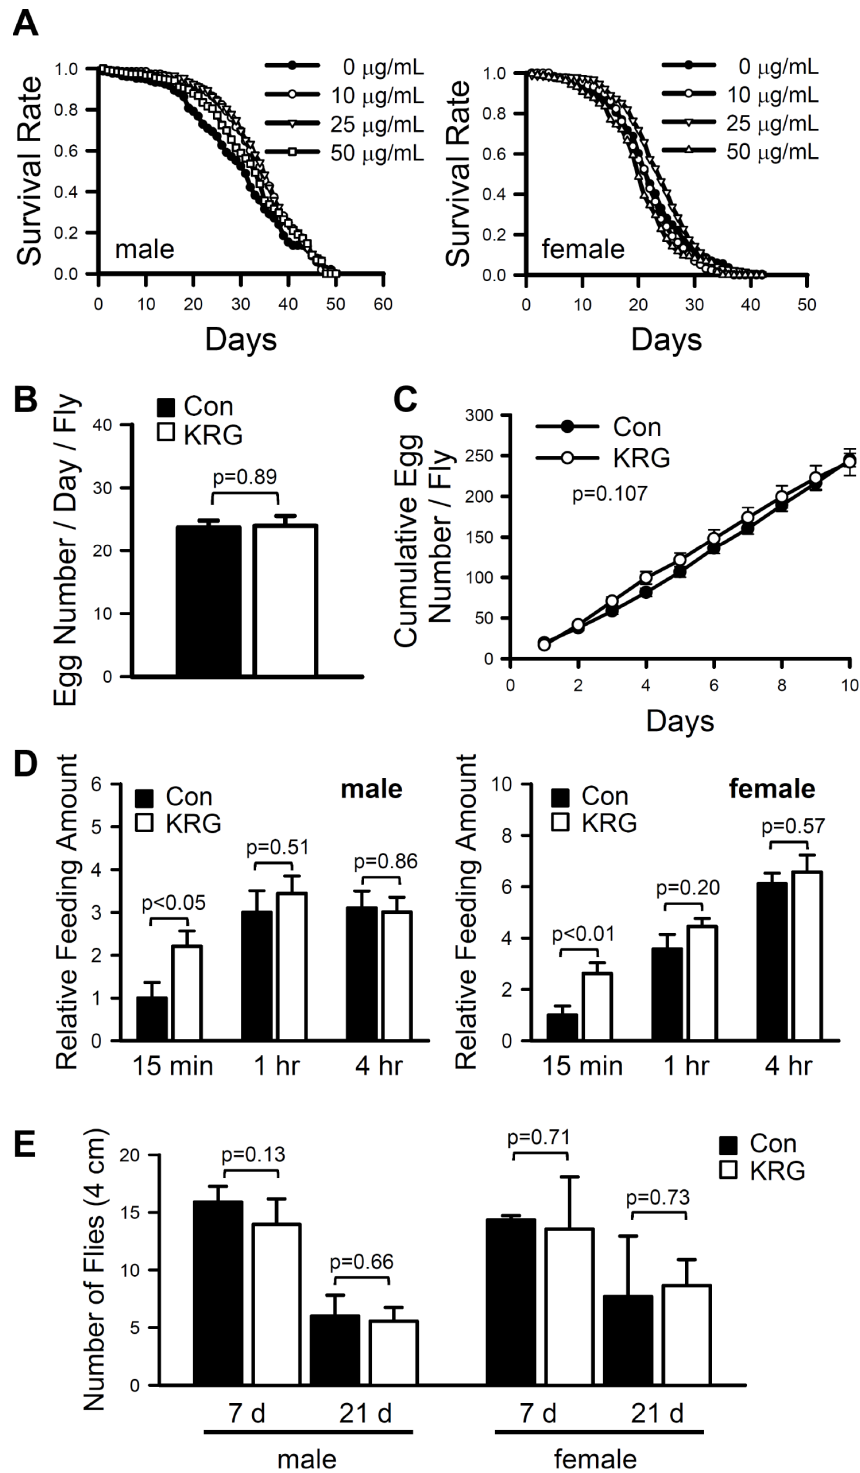 A
Survival Rate
1.0
0.8
0.6
0.4
0.2
0.0
0 μg/mL
10 μg/mL
25 μg/mL
50 μg/mL
male
0 10 20 30 40 50 60
Days
Survival Rate
1.0
0.8
0.6
0.4
0.2
0.0
0 μg/mL
10 μg/mL
25 μg/mL
50 μg/mL
female
0 10 20 30 40 50
Days
B
Egg Number / Day / Fly
40
30
20
10
0
Con
KRG
p=0.89
C
Cumulative Egg
Number / Fly
300
250
200
150
100
50
0
Con
KRG
p=0.107
0 2 4 6 8 10
Days
D
Relative Feeding Amount
6
5
4
3
2
1
0
Con
KRG
male
p<0.05
p=0.51
p=0.86
15 min 1 hr 4 hr
Relative Feeding Amount
10
8
6
4
2
0
Con
KRG
female
p<0.01
p=0.20
p=0.57
15 min 1 hr 4 hr
E
Number of Flies (4 cm)
20
15
10
5
0
p=0.13
p=0.66
p=0.71
p=0.73
Con
KRG
7 d 21 d 7 d 21 d
male female